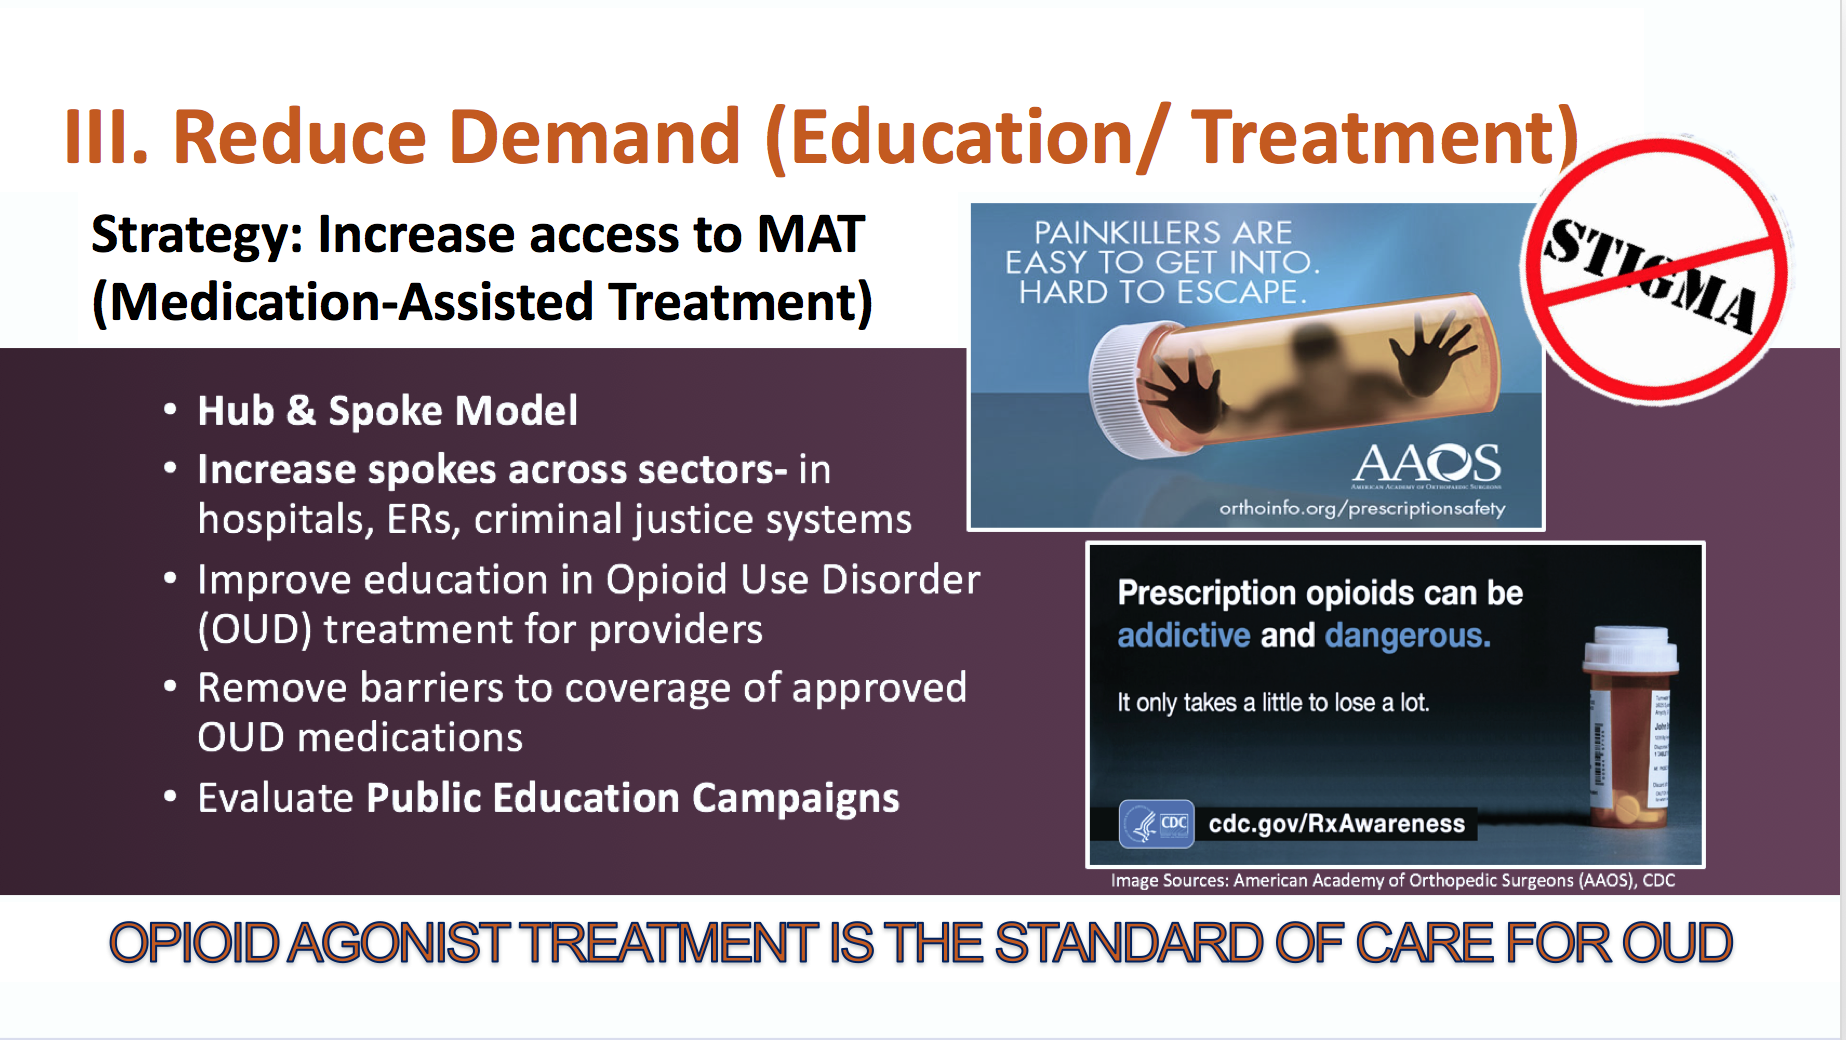 III. Reduce Demand (Education/ Treatment)
Strategy: Increase access to MAT
(Medication-Assisted Treatment)
• Hub & Spoke Model
• Increase spokes across sectors- in
hospitals, ERs, criminal justice systems
• Improve education in Opioid Use Disorder
(OUD) treatment for providers
• Remove barriers to coverage of approved
OUD medications
• Evaluate Public Education Campaigns
PAINKILLERS ARE
EASY TO GET INTO.
HARD TO ESCAPE.
AAOS
AMERICAN ACADEMY OF ORTHOPAEDIC SURGEONS
orthoinfo.org/prescriptionsafety
STIGMA
Prescription opioids can be
addictive and dangerous.
It only takes a little to lose a lot.
CDC
cdc.gov/RxAwareness
Image Sources: American Academy of Orthopedic Surgeons (AAOS), CDC
OPIOID AGONIST TREATMENT IS THE STANDARD OF CARE FOR OUD